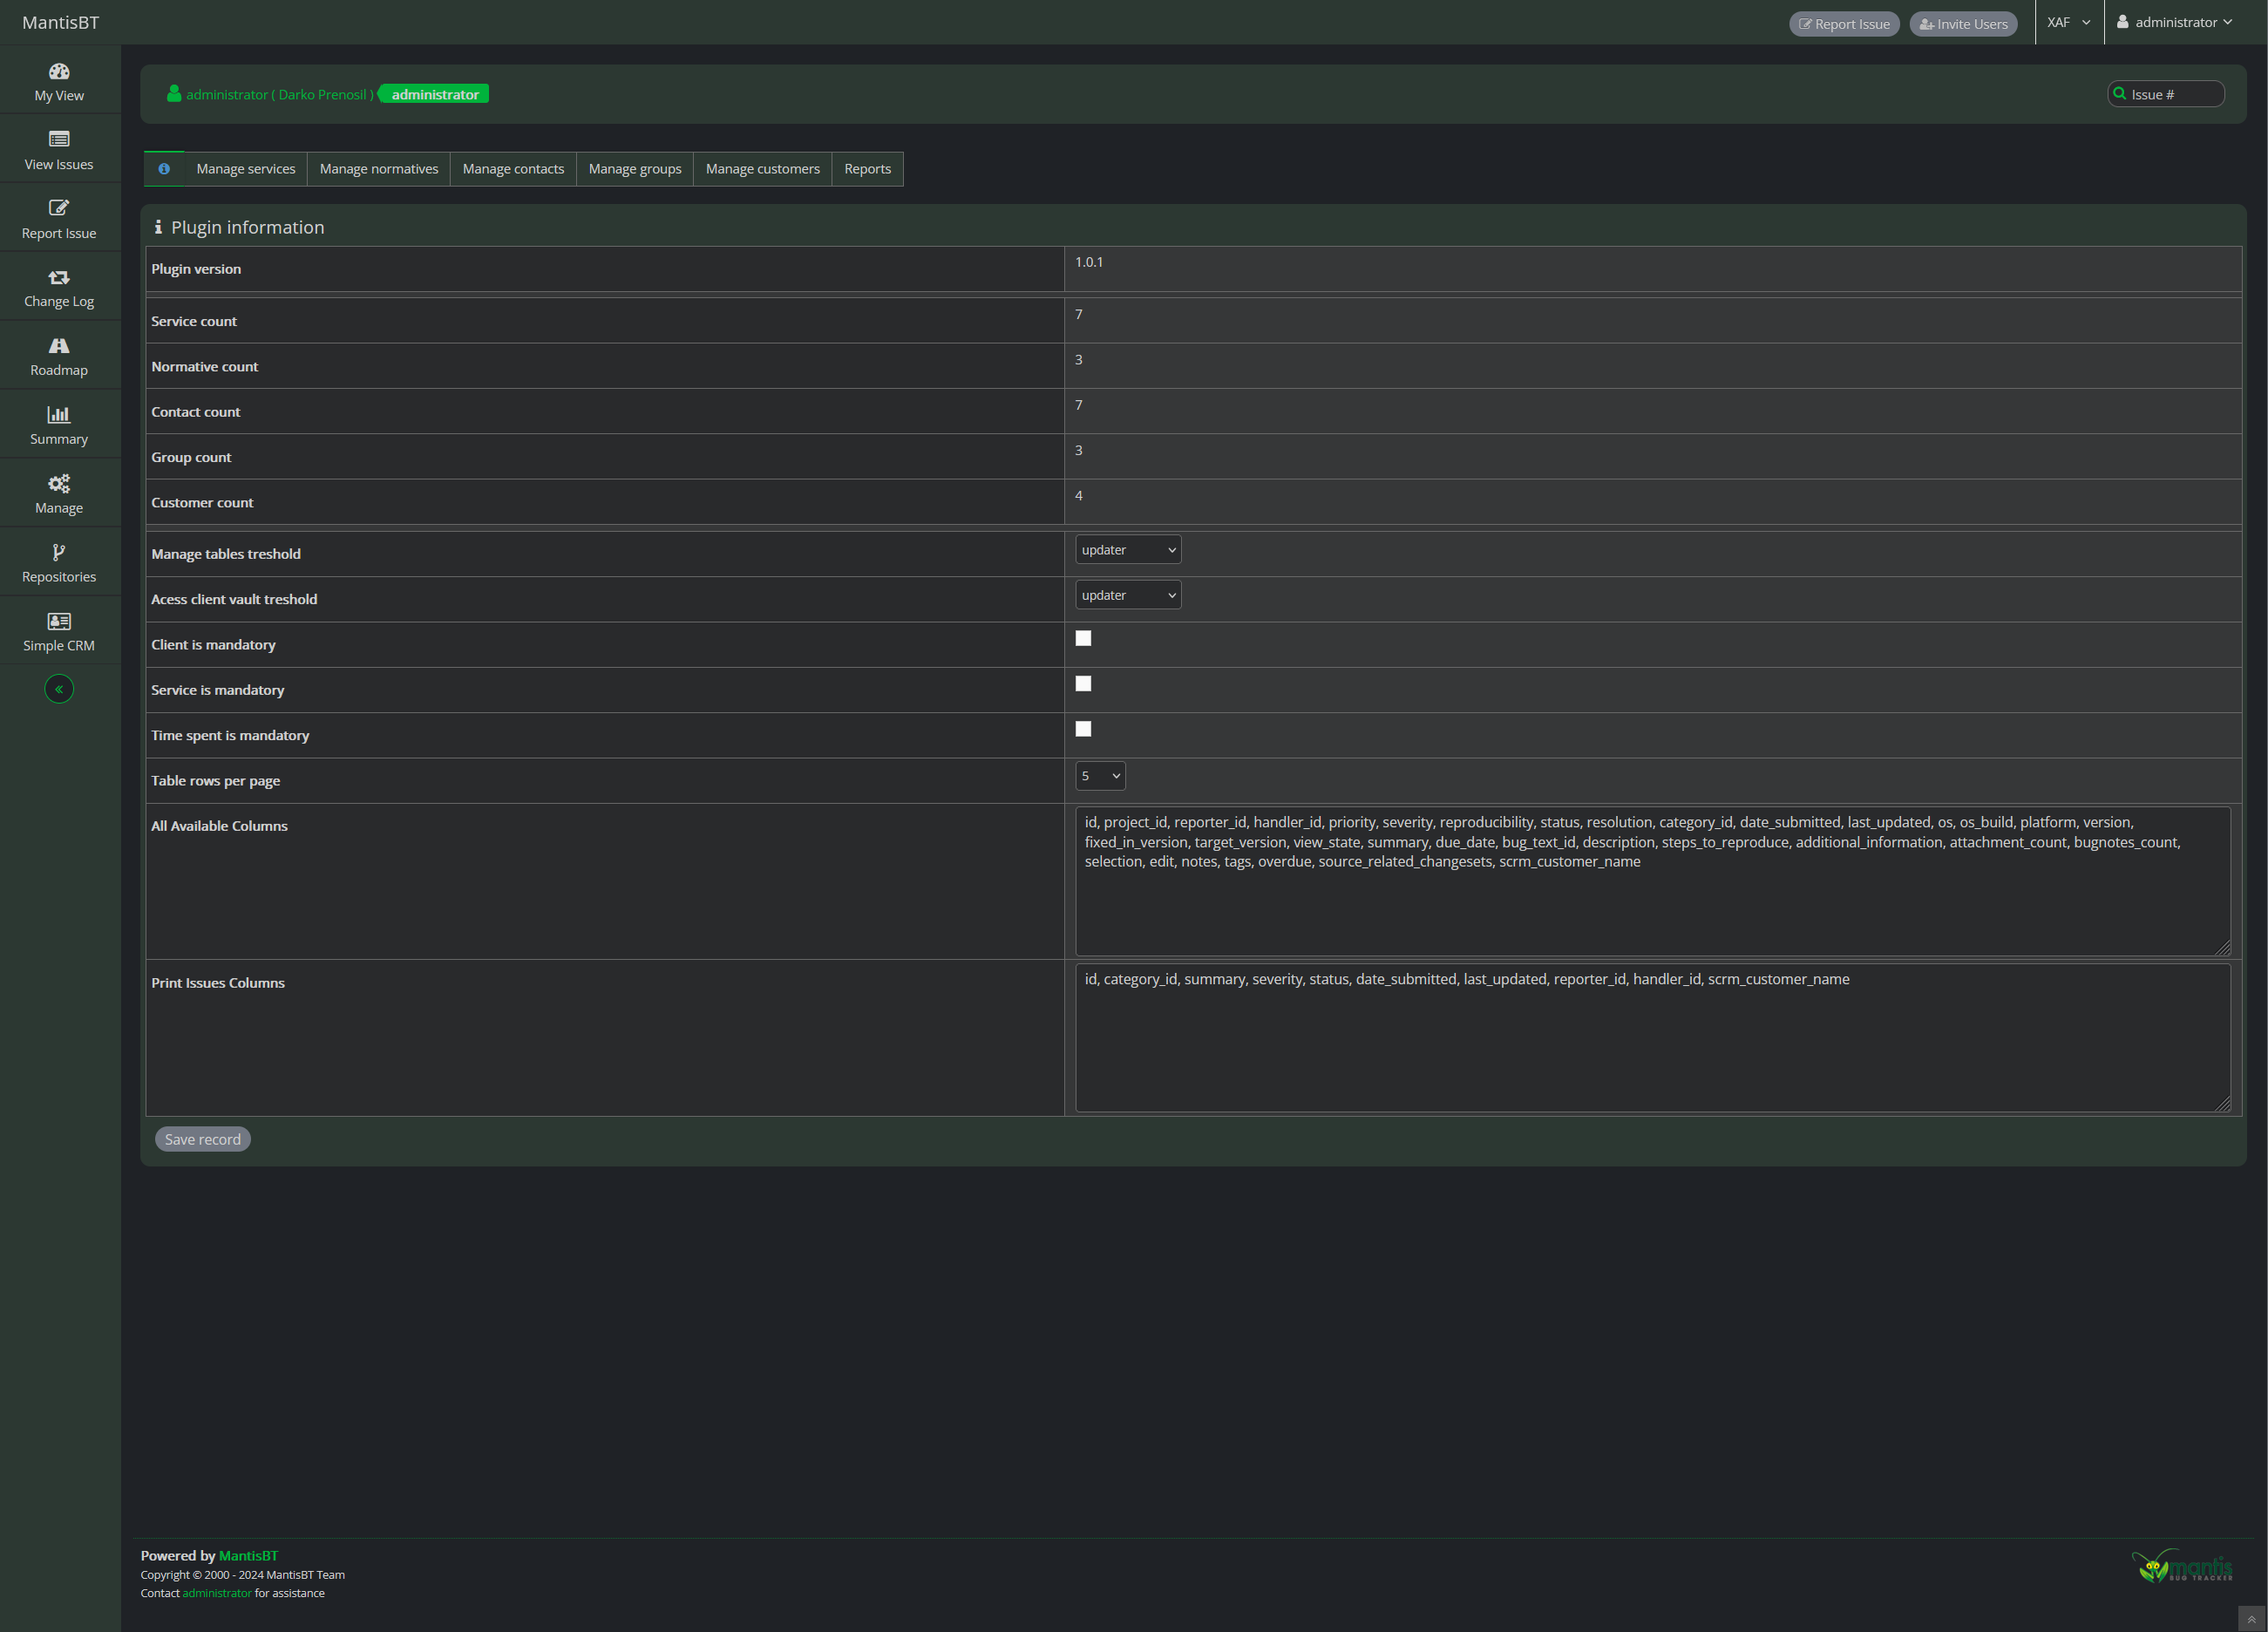 MantisBT
Report Issue
Invite Users
XAF
administrator
My View
View Issues
Report Issue
Change Log
Roadmap
Summary
Manage
Repositories
Simple CRM
administrator ( Darko Prenosil ) administrator
Issue #
Manage services
Manage normatives
Manage contacts
Manage groups
Manage customers
Reports
Plugin information
Plugin version 1.0.1
Service count 7
Normative count 3
Contact count 7
Group count 3
Customer count 4
Manage tables treshold updater
Acess client vault treshold updater
Client is mandatory
Service is mandatory
Time spent is mandatory
Table rows per page 5
All Available Columns
id, project_id, reporter_id, handler_id, priority, severity, reproducibility, status, resolution, category_id, date_submitted, last_updated, os, os_build, platform, version,
fixed_in_version, target_version, view_state, summary, due_date, bug_text_id, description, steps_to_reproduce, additional_information, attachment_count, bugnotes_count,
selection, edit, notes, tags, overdue, source_related_changesets, scrm_customer_name
Print Issues Columns
id, category_id, summary, severity, status, date_submitted, last_updated, reporter_id, handler_id, scrm_customer_name
Save record
Powered by MantisBT
Copyright © 2000 - 2024 MantisBT Team
Contact administrator for assistance
mantis
BUG TRACKER